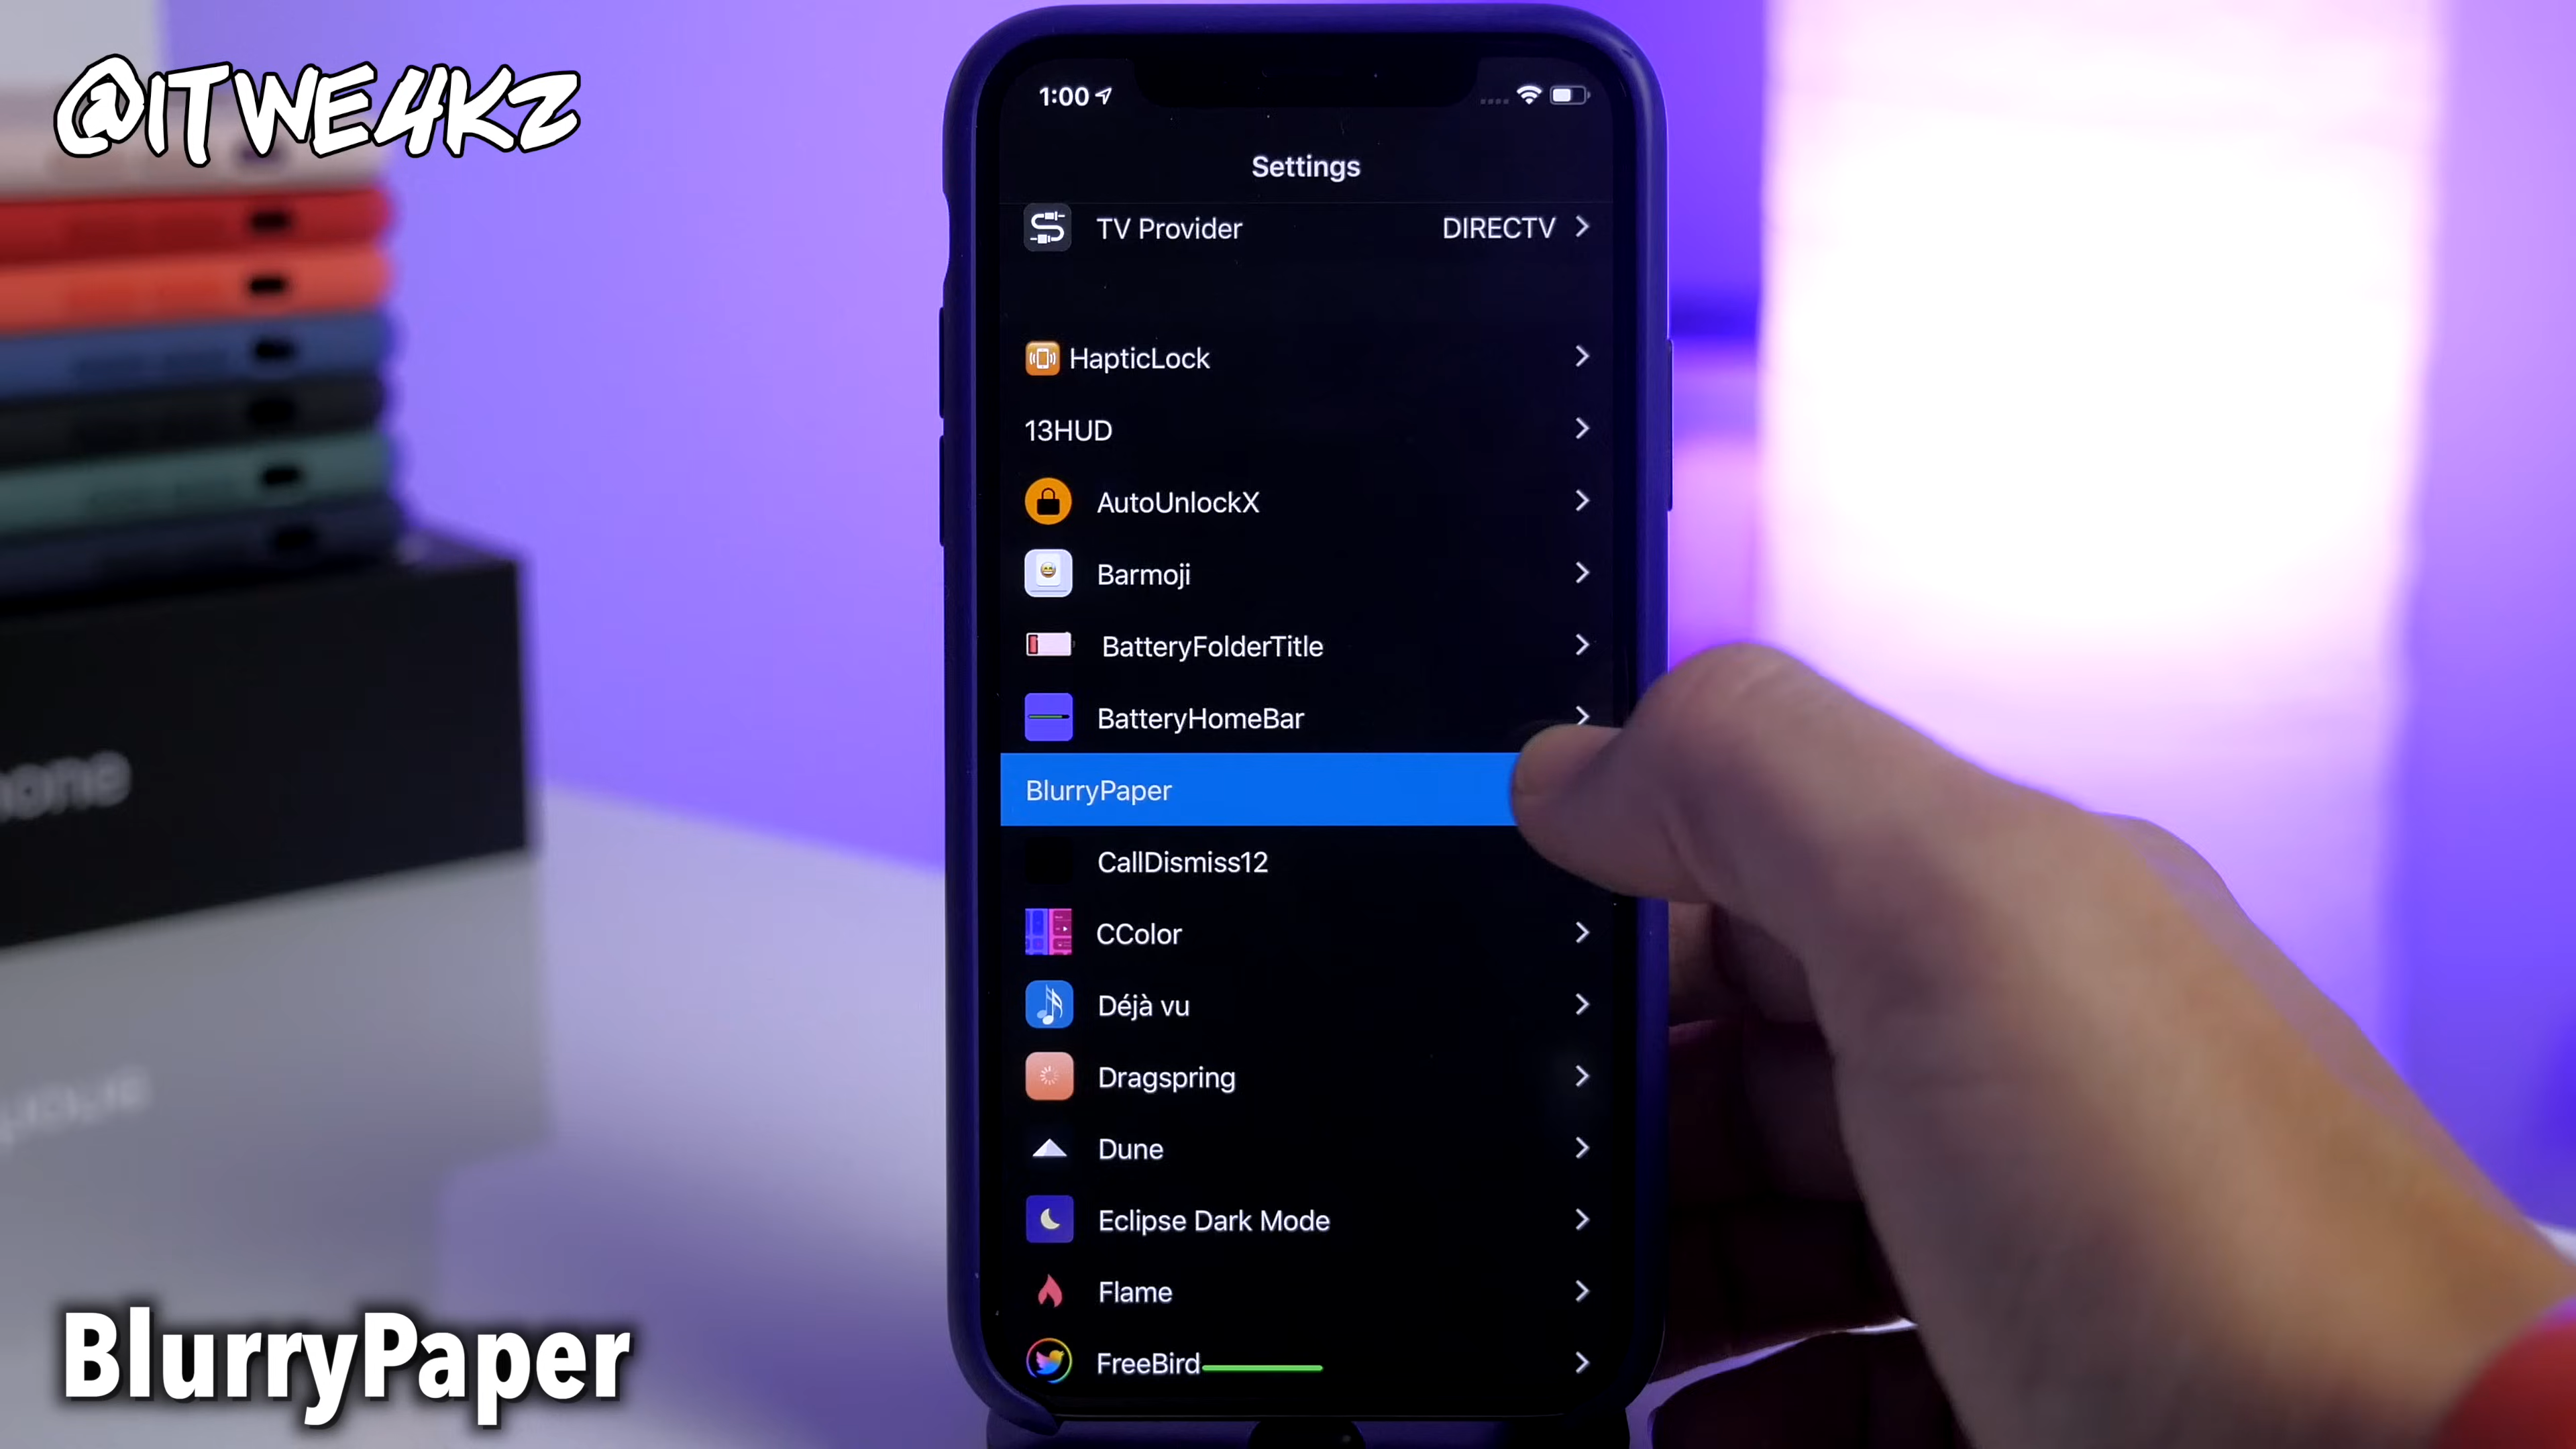 @iTWE4KZ
1:00
Settings
TV Provider DIRECTV
HapticLock
13HUD
AutoUnlockX
Barmoji
BatteryFolderTitle
BatteryHomeBar
BlurryPaper
CallDismiss12
CColor
Déjà vu
Dragspring
Dune
Eclipse Dark Mode
Flame
FreeBird
hone
BlurryPaper